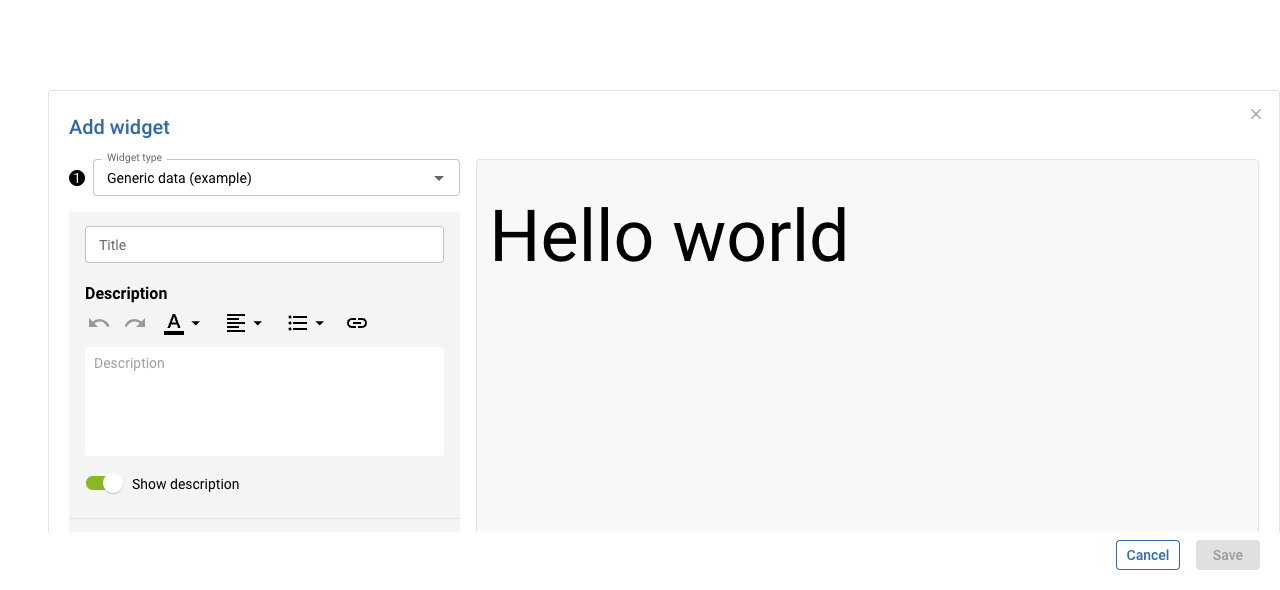 Add widget
Widget type
1
Generic data (example)
Title
Description
A
Description
Show description
Hello world
Cancel
Save